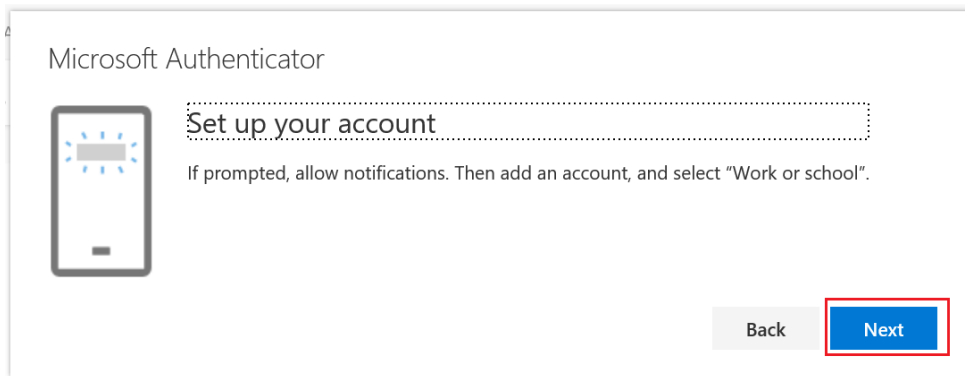 Microsoft Authenticator
Set up your account
If prompted, allow notifications. Then add an account, and select “Work or school”.
Back
Next